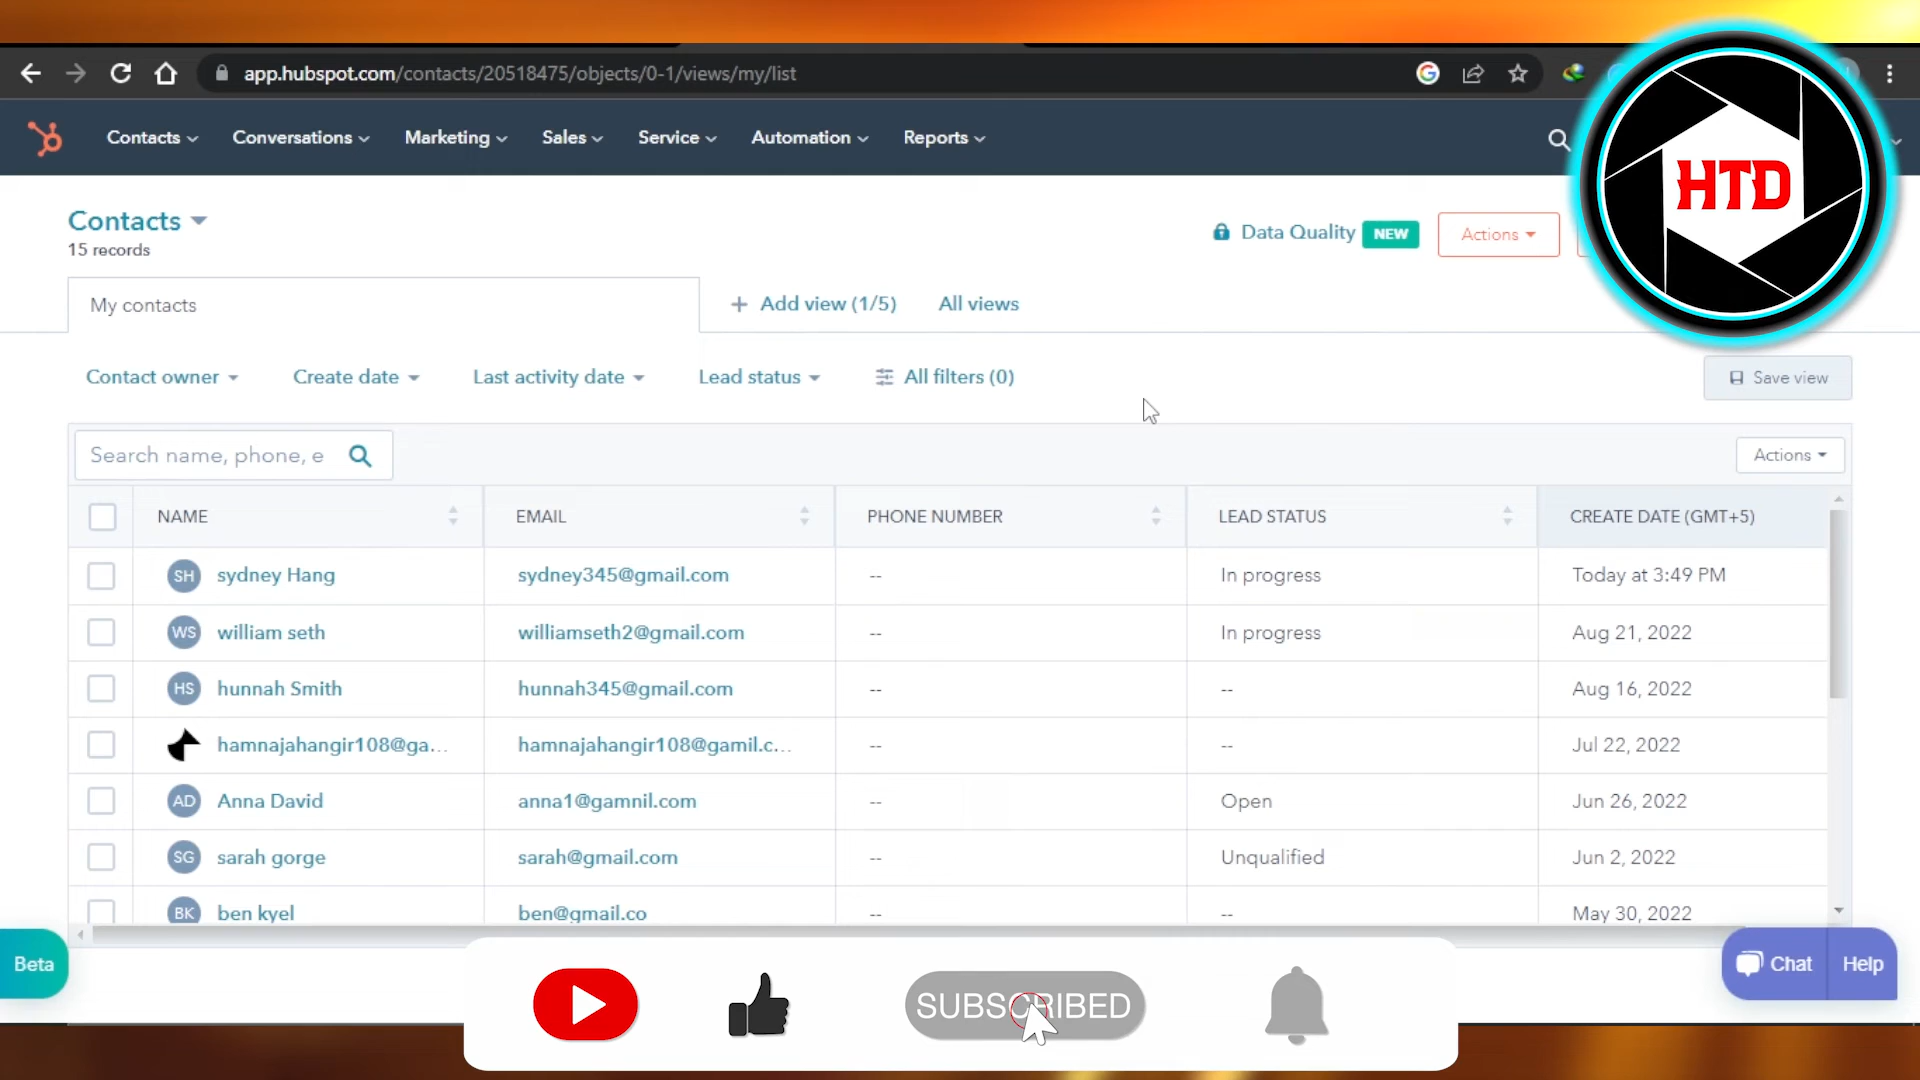 app.hubspot.com/contacts/20518475/objects/0-1/views/my/list
Contacts Conversations Marketing Sales Service Automation Reports
HTD
Contacts
15 records
Data Quality NEW Actions
My contacts
+ Add view (1/5) All views
Contact owner Create date Last activity date Lead status All filters (0) Save view
Search name, phone, e Actions
NAME EMAIL PHONE NUMBER LEAD STATUS CREATE DATE (GMT+5)
SH sydney Hang sydney345@gmail.com -- In progress Today at 3:49 PM
WS william seth williamseth2@gmail.com -- In progress Aug 21, 2022
HS hunnah Smith hunnah345@gmail.com -- -- Aug 16, 2022
hamnajahangir108@ga... hamnajahangir108@gamil.c... -- -- Jul 22, 2022
AD Anna David anna1@gamnil.com -- Open Jun 26, 2022
SG sarah gorge sarah@gmail.com -- Unqualified Jun 2, 2022
BK ben kyel ben@gmail.co -- -- May 30, 2022
Beta
Chat Help
SUBSCRIBED